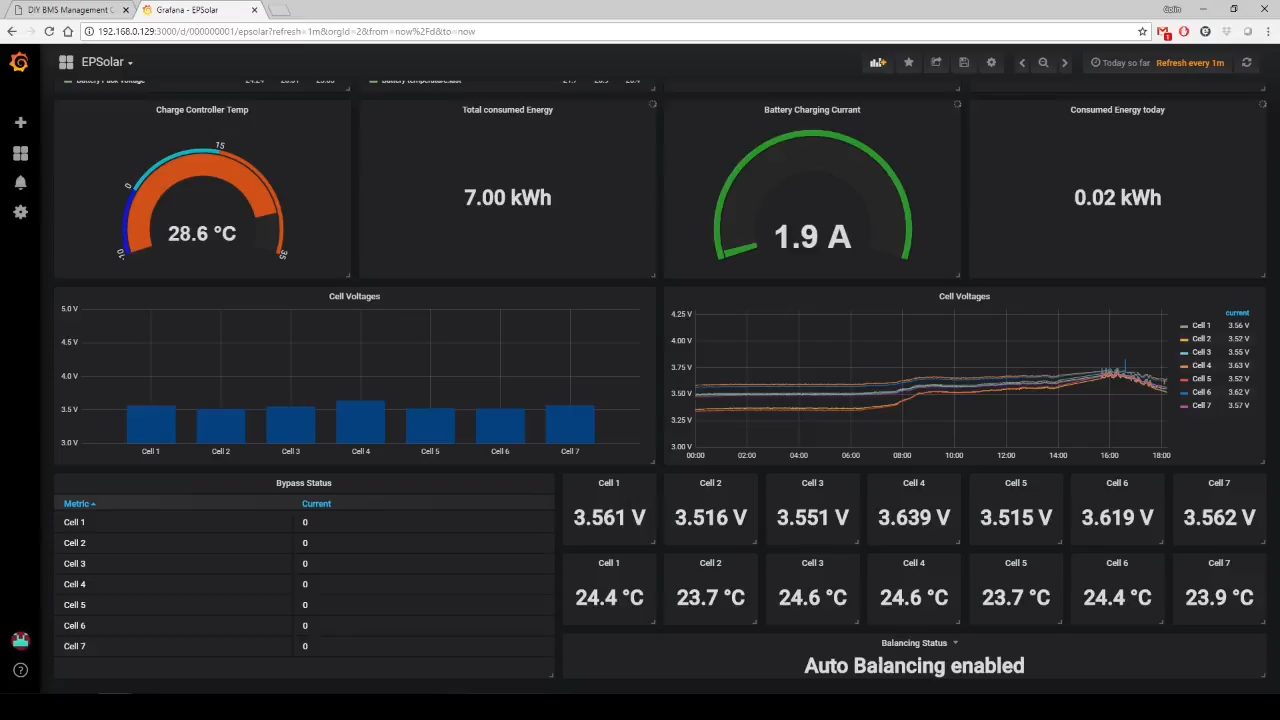 DIY BMS Management C
Grafana - EPSolar
Colin
192.168.0.129:3000/d/000000001/epsolar?refresh=1m&orgId=2&from=now%2Fd&to=now
EPSolar
Today so far Refresh every 1m
Charge Controller Temp
-10
0
15
35
28.6 °C
Total consumed Energy
7.00 kWh
Battery Charging Currant
1.9 A
Consumed Energy today
0.02 kWh
Cell Voltages
5.0 V
4.5 V
4.0 V
3.5 V
3.0 V
Cell 1 Cell 2 Cell 3 Cell 4 Cell 5 Cell 6 Cell 7
Cell Voltages
4.25 V
4.00 V
3.75 V
3.50 V
3.25 V
3.00 V
00:00 02:00 04:00 06:00 08:00 10:00 12:00 14:00 16:00 18:00
current
Cell 1 3.56 V
Cell 2 3.52 V
Cell 3 3.55 V
Cell 4 3.63 V
Cell 5 3.52 V
Cell 6 3.62 V
Cell 7 3.57 V
Bypass Status
Metric Current
Cell 1 0
Cell 2 0
Cell 3 0
Cell 4 0
Cell 5 0
Cell 6 0
Cell 7 0
Cell 1 Cell 2 Cell 3 Cell 4 Cell 5 Cell 6 Cell 7
3.561 V 3.516 V 3.551 V 3.639 V 3.515 V 3.619 V 3.562 V
Cell 1 Cell 2 Cell 3 Cell 4 Cell 5 Cell 6 Cell 7
24.4 °C 23.7 °C 24.6 °C 24.6 °C 23.7 °C 24.4 °C 23.9 °C
Balancing Status
Auto Balancing enabled